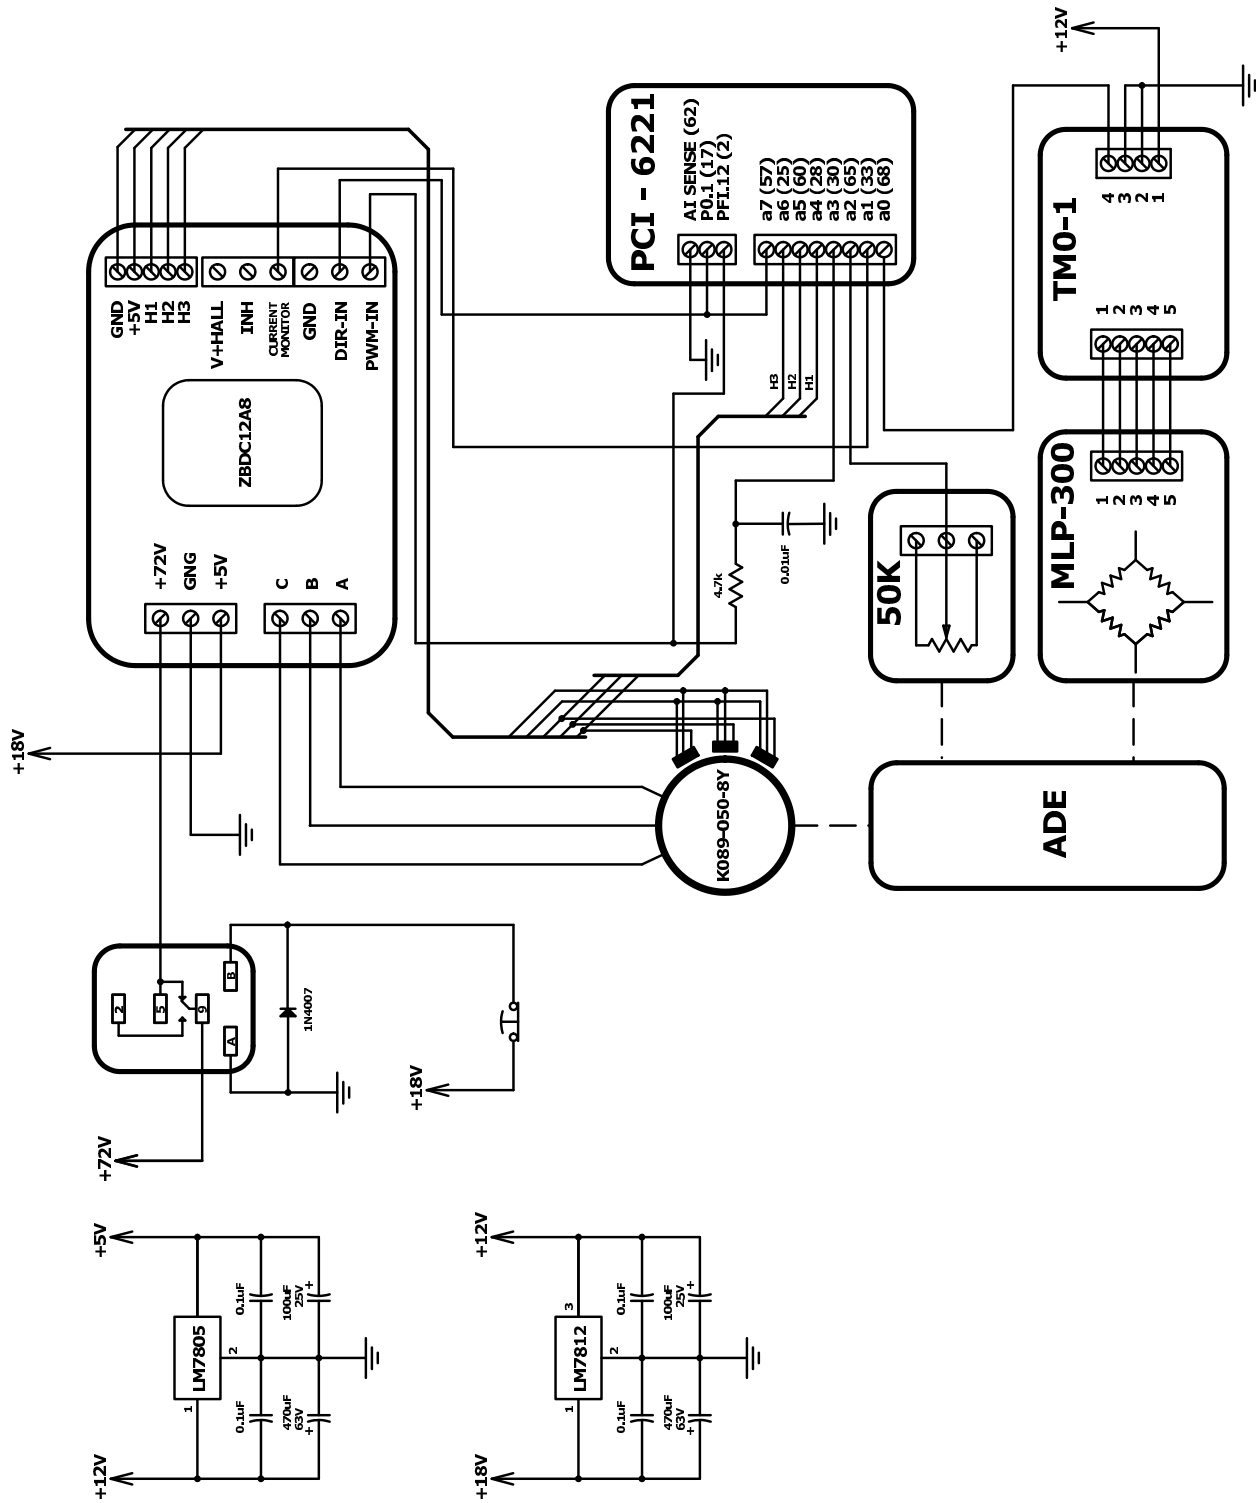 +12V
PCI - 6221
AI SENSE (62)
P0.1 (17)
PFI.12 (2)
a7 (57)
a6 (25)
a5 (60)
a4 (28)
a3 (30)
a2 (65)
a1 (33)
a0 (68)
TMO-1
4
3
2
1
1
2
3
4
5
GND
+5V
H1
H2
H3
V+HALL
INH
CURRENT
MONITOR
GND
DIR-IN
PWM-IN
ZBDC12A8
+72V
GNG
+5V
C
B
A
H3
H2
H1
4.7k
0.01uF
50K
MLP-300
1
2
3
4
5
+18V
K089-050-8Y
ADE
2
5
9
A
B
1N4007
+18V
+72V
+5V
LM7805
1
2
0.1uF
100uF
25V
+
0.1uF
470uF
63V
+
+12V
+12V
LM7812
3
1
2
0.1uF
100uF
25V
+
0.1uF
470uF
63V
+
+18V